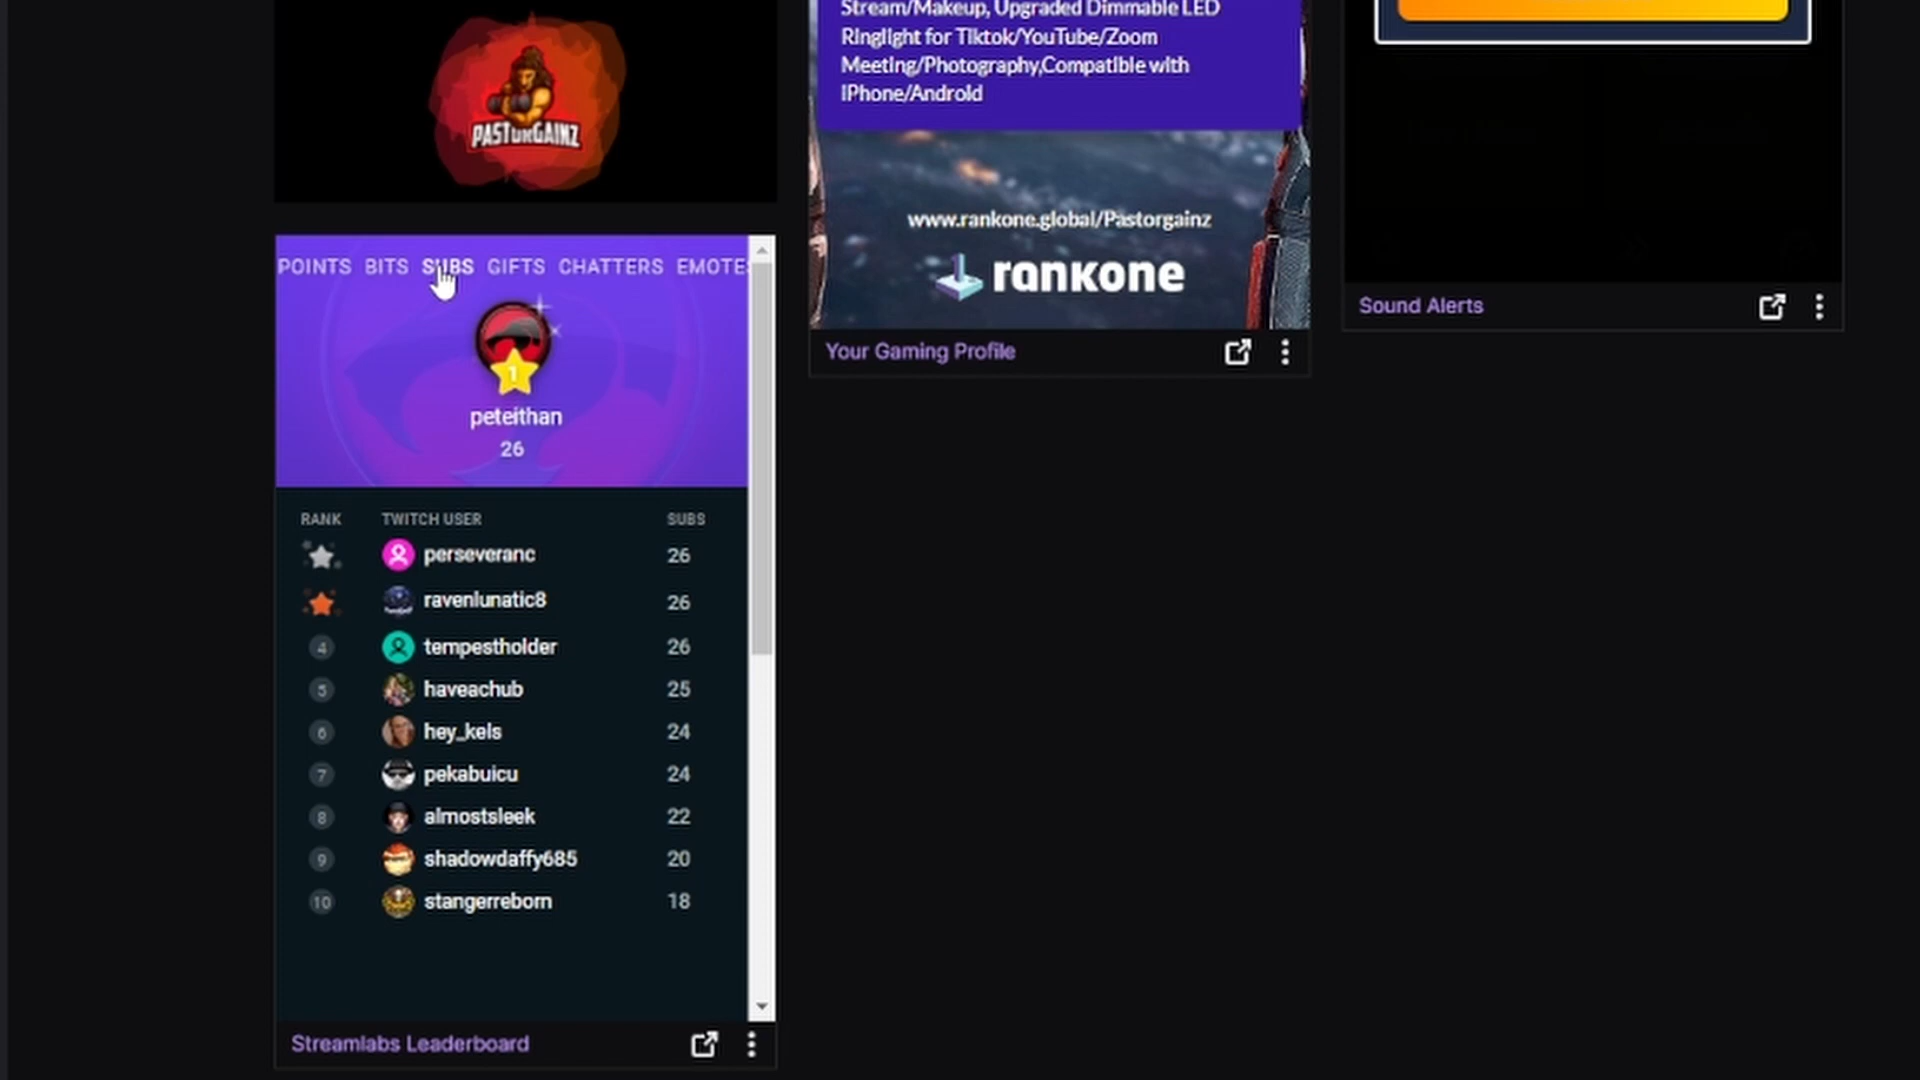 PASTORGAINZ
POINTS BITS SUBS GIFTS CHATTERS EMOTES
1
peteithan
26
RANK TWITCH USER SUBS
perseveranc 26
ravenlunatic8 26
4 tempestholder 26
5 haveachub 25
6 hey_kels 24
7 pekabuicu 24
8 almostsleek 22
9 shadowdaffy685 20
10 stangerreborn 18
Streamlabs Leaderboard
Stream/Makeup, Upgraded Dimmable LED
Ringlight for Tiktok/YouTube/Zoom
Meeting/Photography,Compatible with
iPhone/Android
www.rankone.global/Pastorgainz
rankone
Your Gaming Profile
Sound Alerts